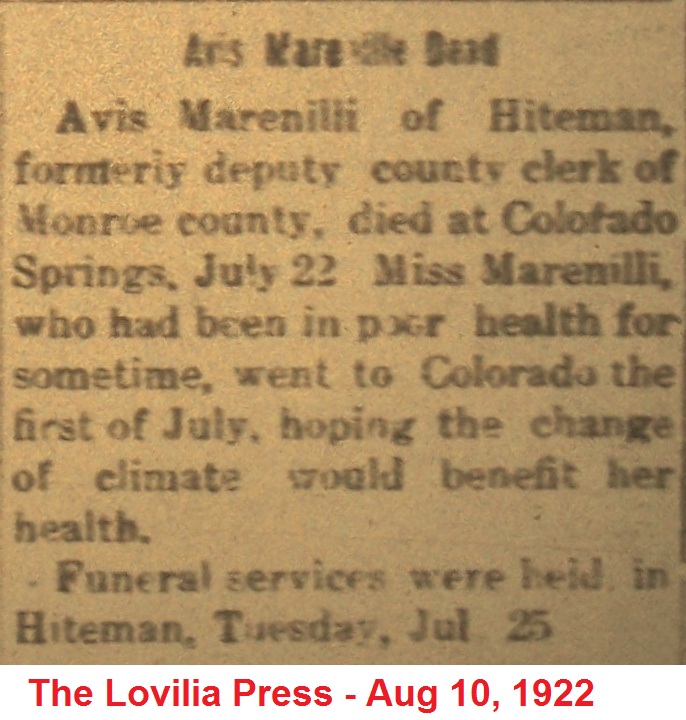 Avis Dead
Avis Marenilli of Hiteman,
formerly deputy county clerk of
Monroe county, died at Colorado
Springs, July 22 Miss Marenilli,
who had been in poor health for
sometime, went to Colorado the
first of July, hoping the change
of climate would benefit her
health.
Funeral services were held in
Hiteman, Tuesday, Jul 25
The Lovilia Press - Aug 10, 1922